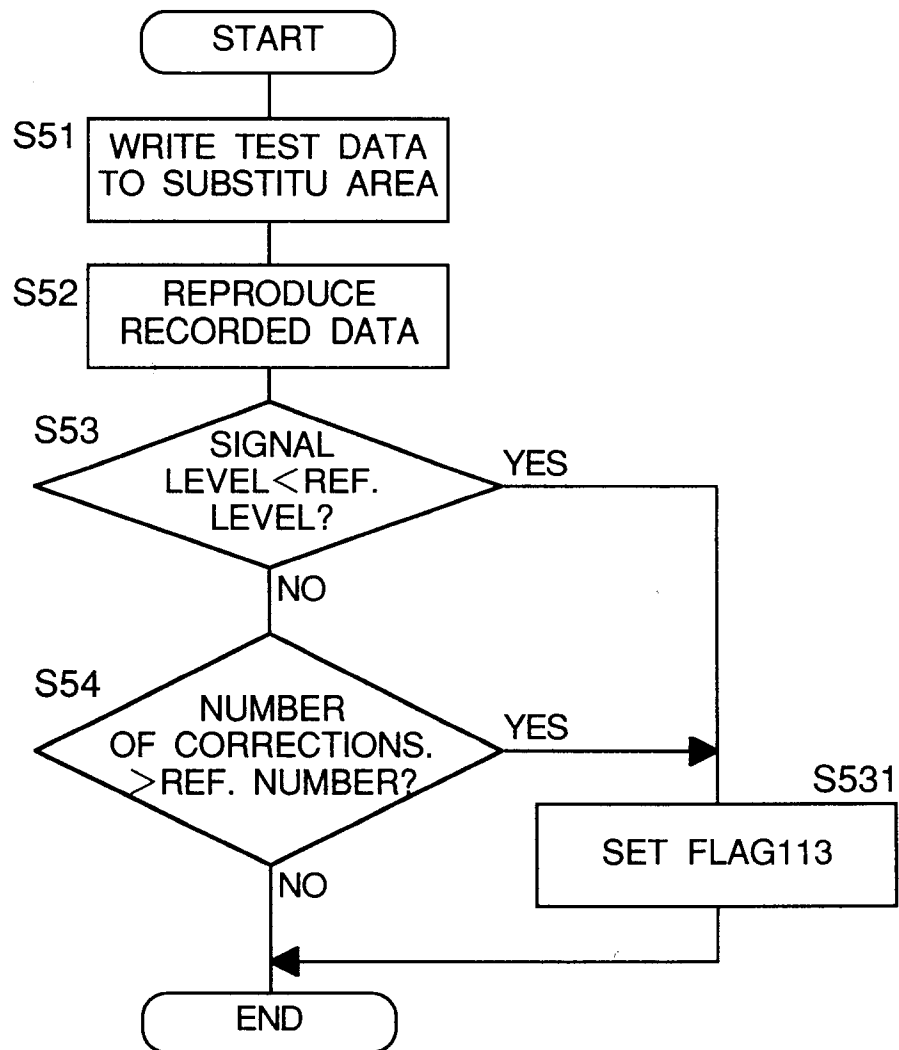 START
S51
WRITE TEST DATA
TO SUBSTITU AREA
S52
REPRODUCE
RECORDED DATA
S53
SIGNAL
LEVEL<REF.
LEVEL?
YES
NO
S54
NUMBER
OF CORRECTIONS.
>REF. NUMBER?
YES
S531
SET FLAG113
NO
END